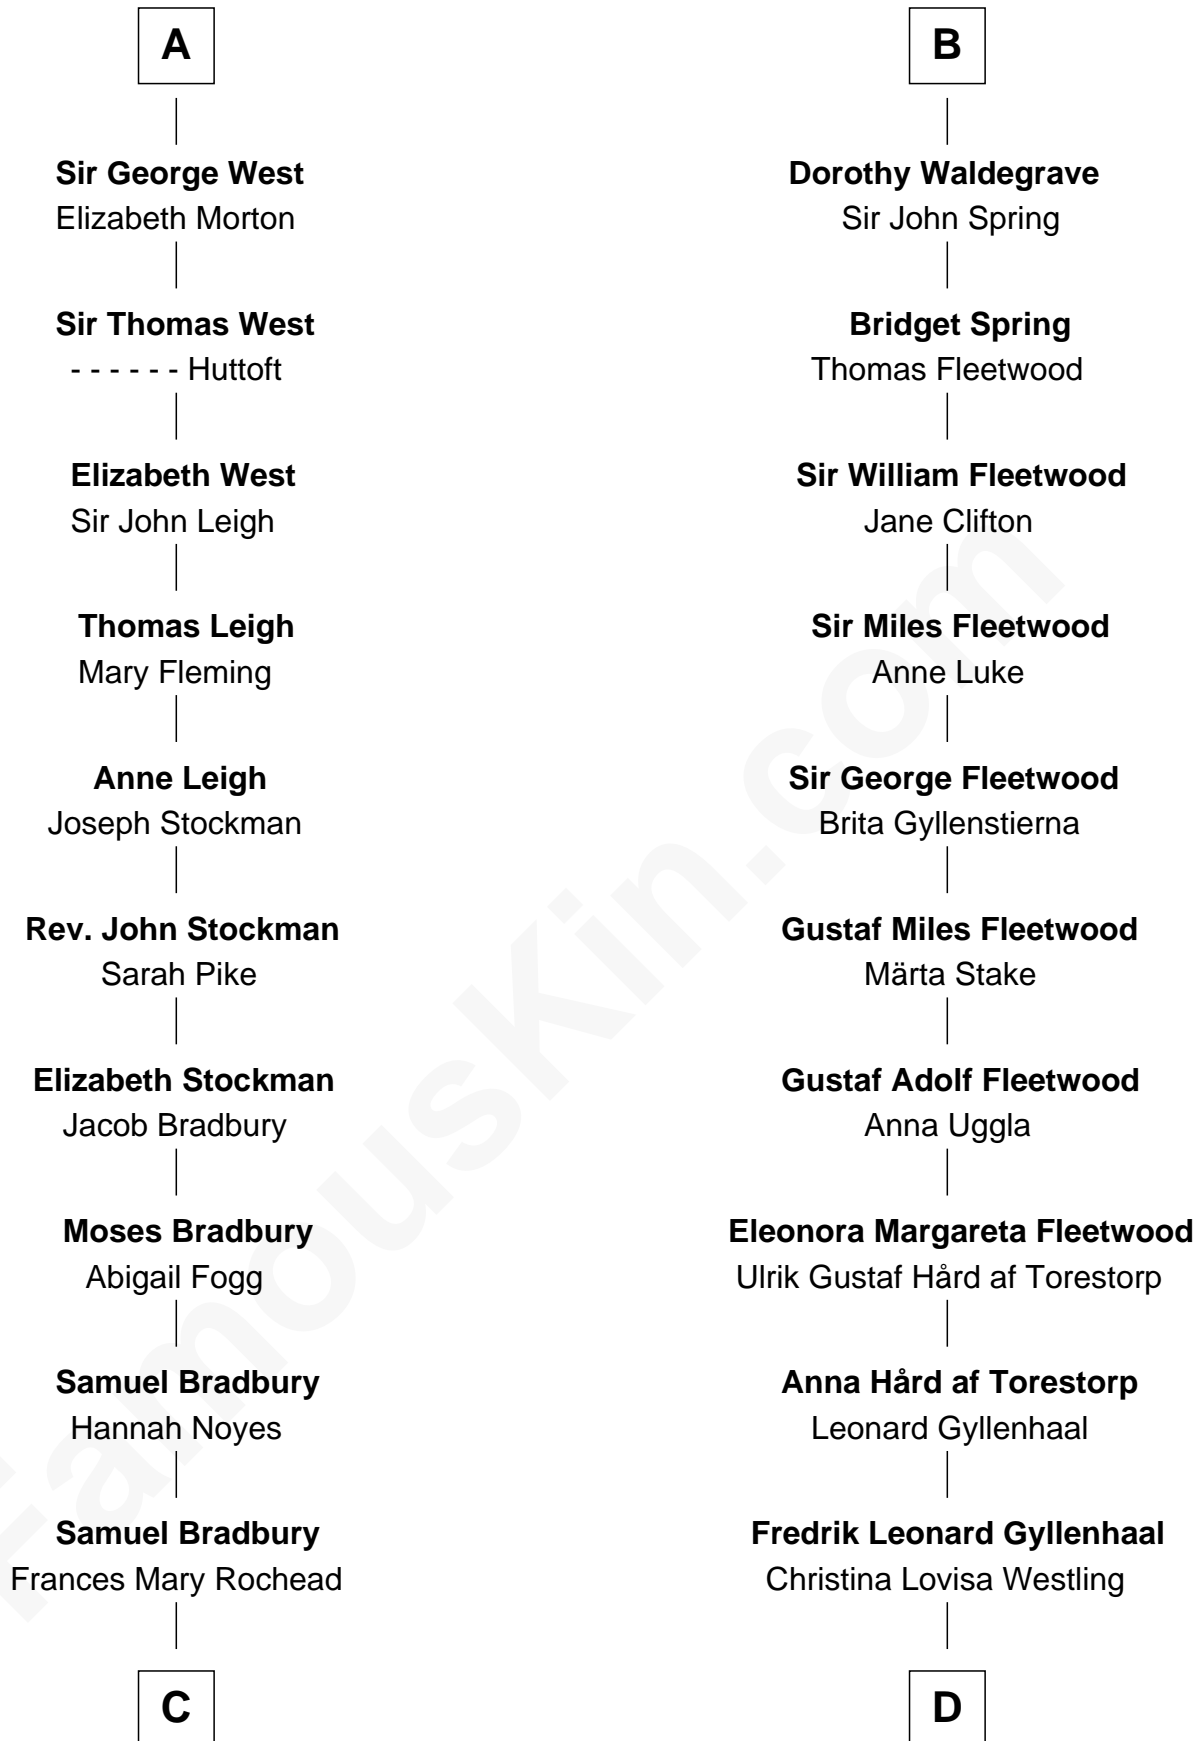 A
Sir George West
Elizabeth Morton
Sir Thomas West
- - - - - - Huttoft
Elizabeth West
Sir John Leigh
Thomas Leigh
Mary Fleming
Anne Leigh
Joseph Stockman
Rev. John Stockman
Sarah Pike
Elizabeth Stockman
Jacob Bradbury
Moses Bradbury
Abigail Fogg
Samuel Bradbury
Hannah Noyes
Samuel Bradbury
Frances Mary Rochead
C
B
Dorothy Waldegrave
Sir John Spring
Bridget Spring
Thomas Fleetwood
Sir William Fleetwood
Jane Clifton
Sir Miles Fleetwood
Anne Luke
Sir George Fleetwood
Brita Gyllenstierna
Gustaf Miles Fleetwood
Märta Stake
Gustaf Adolf Fleetwood
Anna Uggla
Eleonora Margareta Fleetwood
Ulrik Gustaf Hård af Torestorp
Anna Hård af Torestorp
Leonard Gyllenhaal
Fredrik Leonard Gyllenhaal
Christina Lovisa Westling
D
FamousKin.com